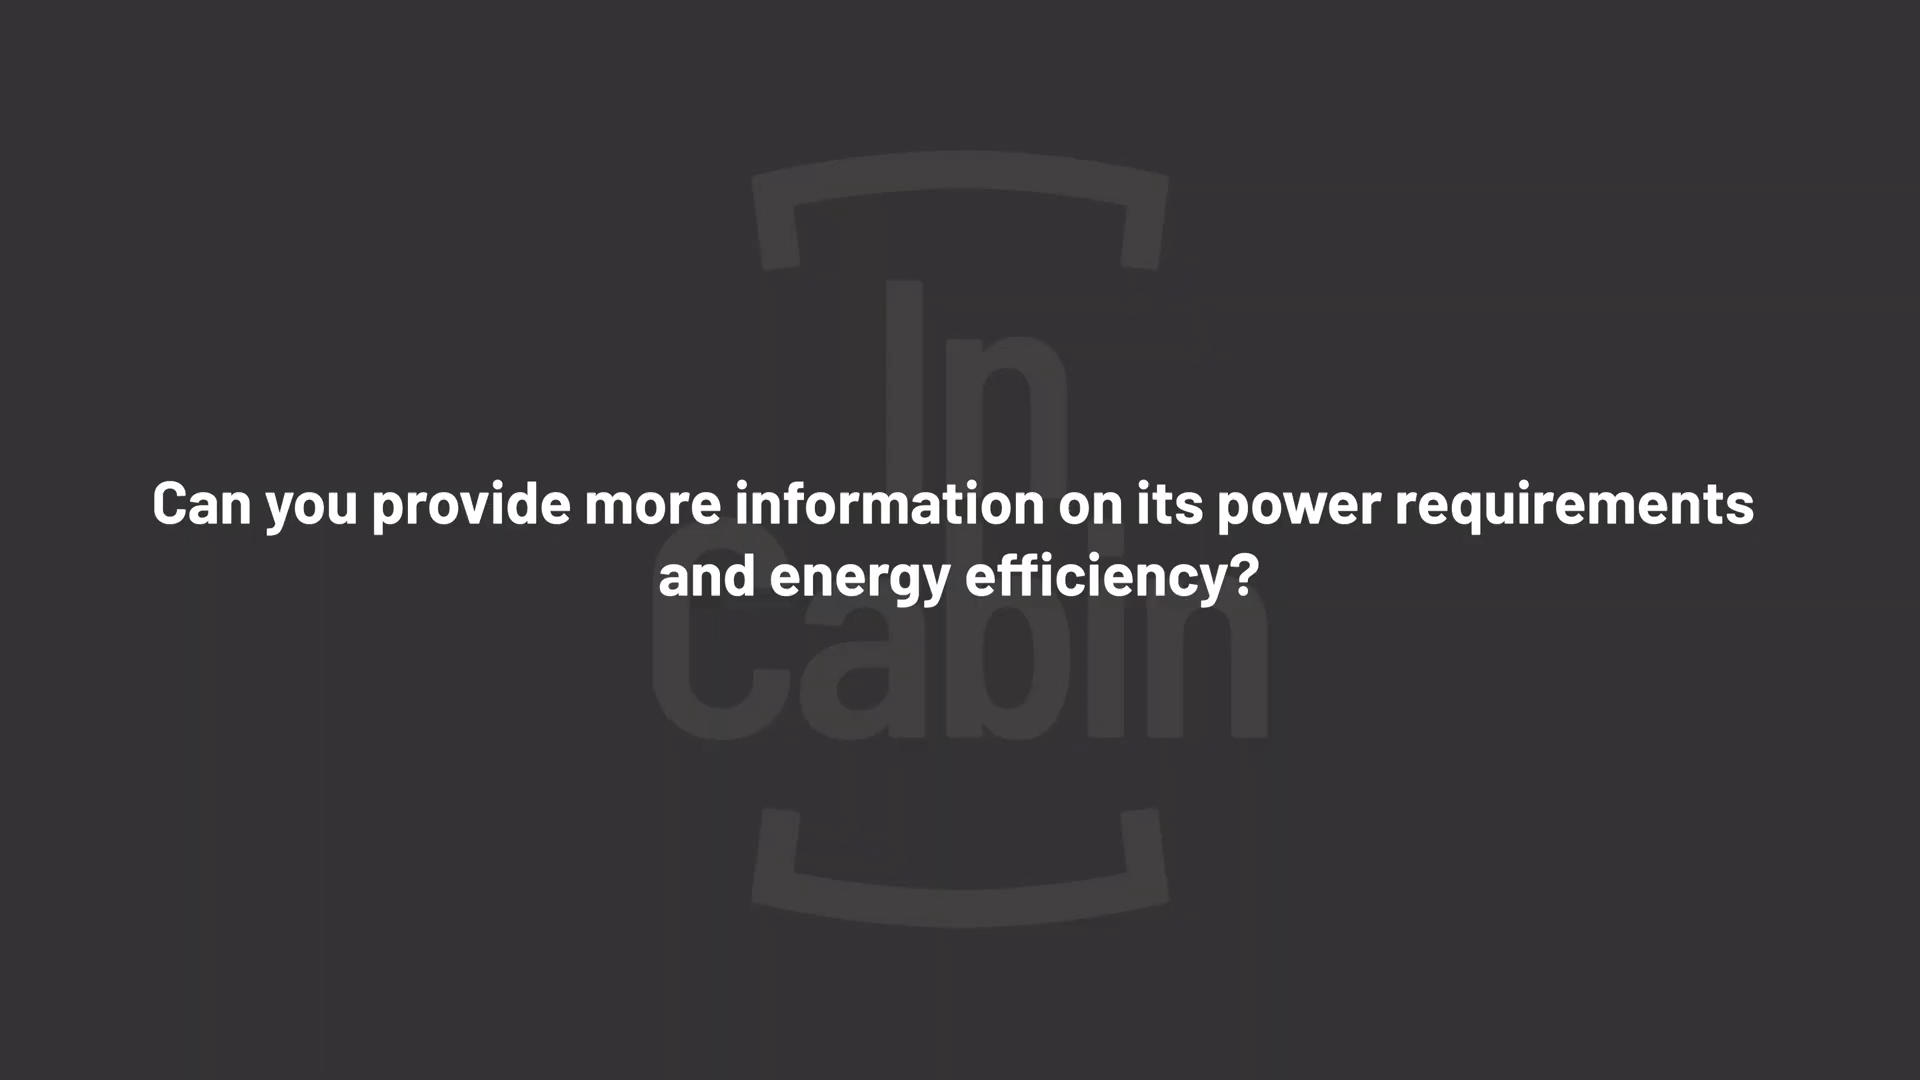 In
Cabin
Can you provide more information on its power requirements
and energy efficiency?